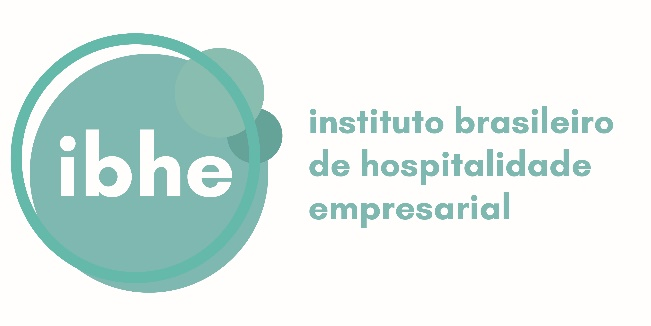 ibhe
instituto brasileiro
de hospitalidade
empresarial